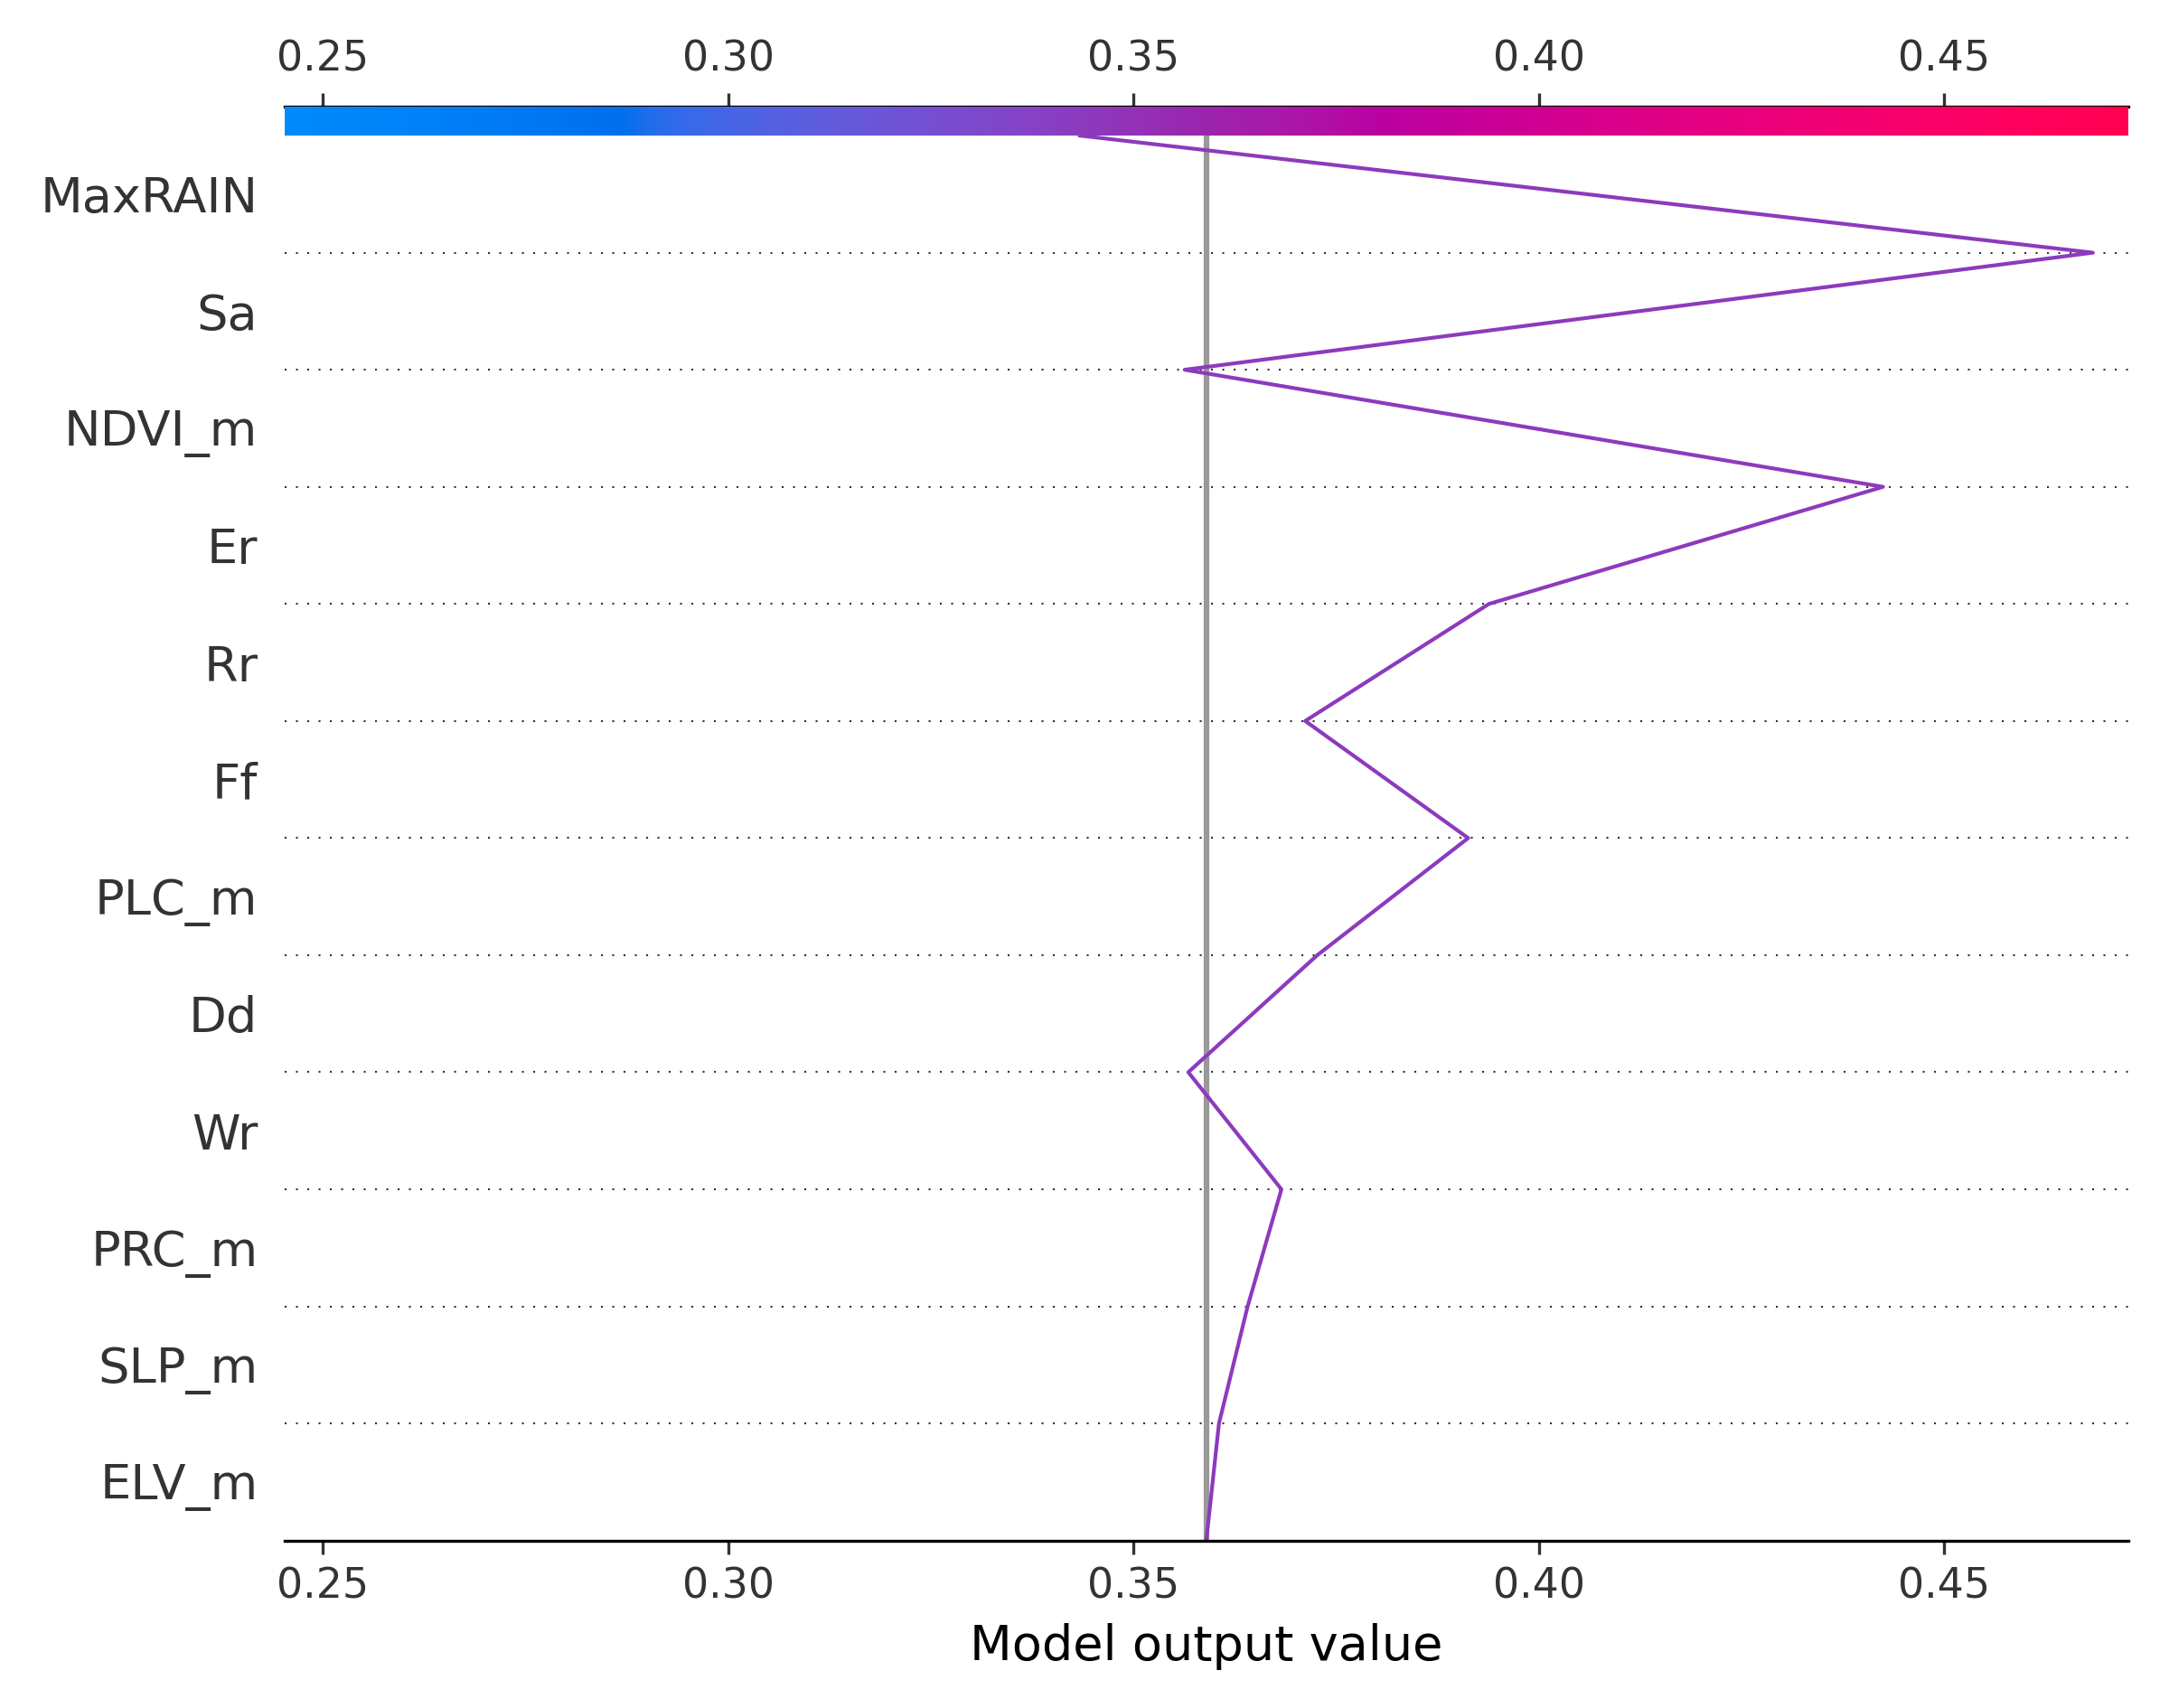 0.25 0.30 0.35 0.40 0.45
MaxRAIN
Sa
NDVI_m
Er
Rr
Ff
PLC_m
Dd
Wr
PRC_m
SLP_m
ELV_m
0.25 0.30 0.35 0.40 0.45
Model output value